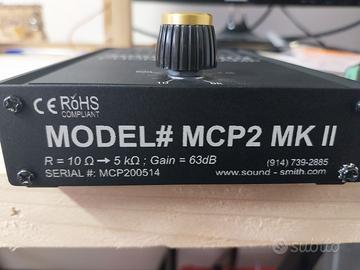 CE RoHS
COMPLIANT
MODEL# MCP2 MK II
R = 10 Ω → 5 kΩ ; Gain = 63dB
(914) 739-2885
SERIAL #: MCP200514
www.sound - smith.com
subito